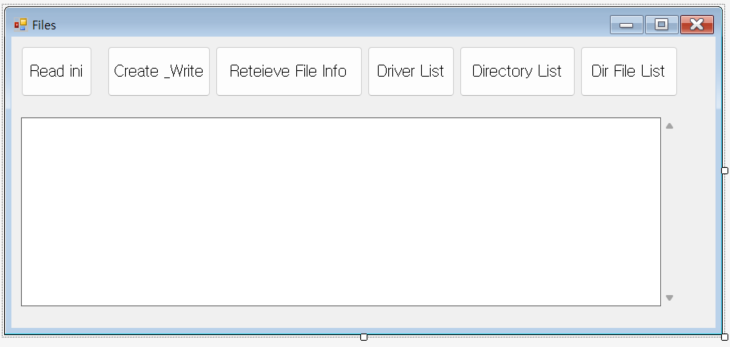 Files
Read ini
Create _Write
Reteieve File Info
Driver List
Directory List
Dir File List